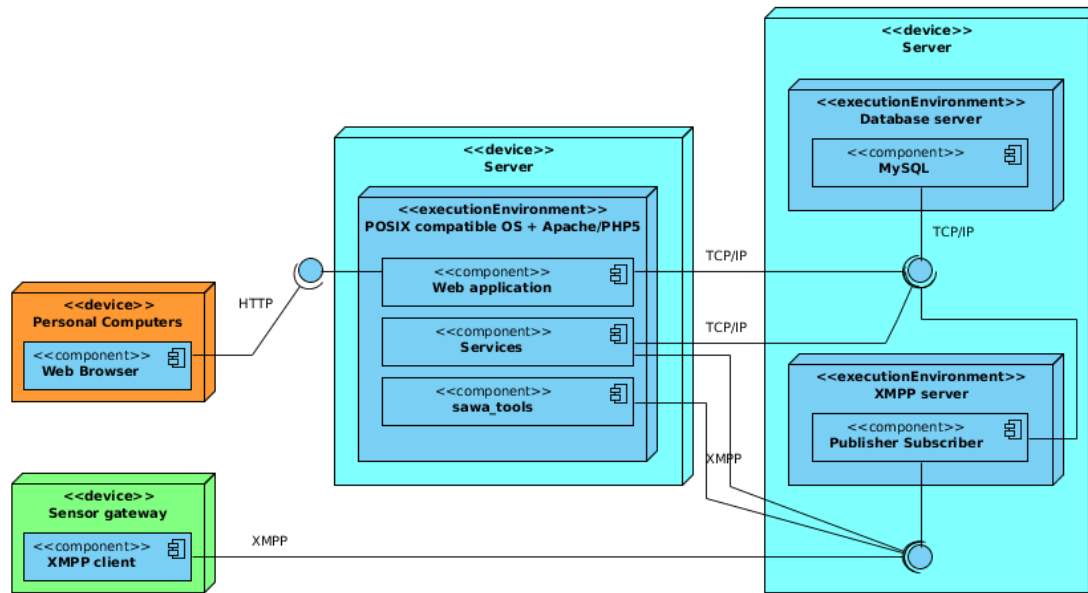 <<device>>
Server
<<executionEnvironment>>
Database server
<<component>>
MySQL
TCP/IP
<<device>>
Server
<<executionEnvironment>>
POSIX compatible OS + Apache/PHP5
<<component>>
Web application
TCP/IP
<<component>>
Services
TCP/IP
<<component>>
sawa_tools
XMPP
HTTP
<<device>>
Personal Computers
<<component>>
Web Browser
<<executionEnvironment>>
XMPP server
<<component>>
Publisher Subscriber
<<device>>
Sensor gateway
<<component>>
XMPP client
XMPP